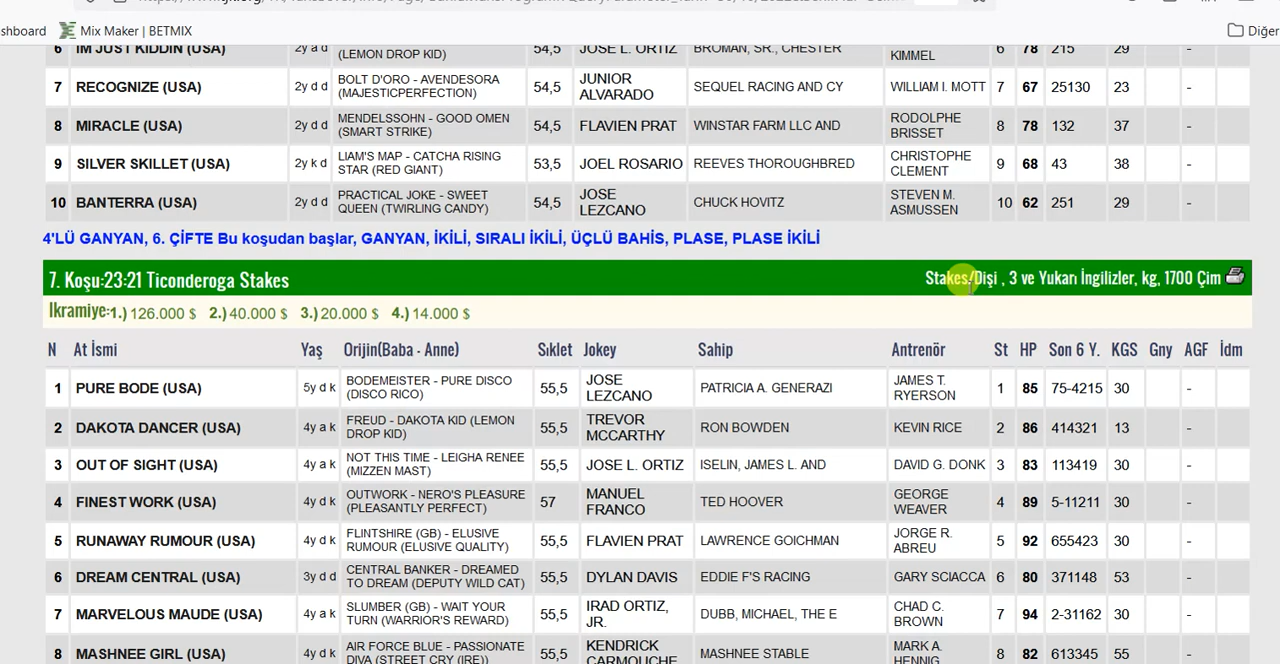 shboard Mix Maker | BETMIX Diğer
6 IM JUST KIDDIN (USA) 2y a d (LEMON DROP KID) 54,5 JOSE L. ORTIZ BROMAN, SR., CHESTER KIMMEL 6 78 215 29 -
7 RECOGNIZE (USA) 2y d d BOLT D'ORO - AVENDESORA (MAJESTICPERFECTION) 54,5 JUNIOR ALVARADO SEQUEL RACING AND CY WILLIAM I. MOTT 7 67 25130 23 -
8 MIRACLE (USA) 2y d d MENDELSSOHN - GOOD OMEN (SMART STRIKE) 54,5 FLAVIEN PRAT WINSTAR FARM LLC AND RODOLPHE BRISSET 8 78 132 37 -
9 SILVER SKILLET (USA) 2y k d LIAM'S MAP - CATCHA RISING STAR (RED GIANT) 53,5 JOEL ROSARIO REEVES THOROUGHBRED CHRISTOPHE CLEMENT 9 68 43 38 -
10 BANTERRA (USA) 2y d d PRACTICAL JOKE - SWEET QUEEN (TWIRLING CANDY) 54,5 JOSE LEZCANO CHUCK HOVITZ STEVEN M. ASMUSSEN 10 62 251 29 -
4'LÜ GANYAN, 6. ÇİFTE Bu koşudan başlar, GANYAN, İKİLİ, SIRALI İKİLİ, ÜÇLÜ BAHİS, PLASE, PLASE İKİLİ
7. Koşu:23:21 Ticonderoga Stakes Stakes/Dişi , 3 ve Yukarı İngilizler, kg, 1700 Çim
İkramiye:1.) 126.000 $ 2.) 40.000 $ 3.) 20.000 $ 4.) 14.000 $
N At İsmi Yaş Orijin(Baba - Anne) Sıklet Jokey Sahip Antrenör St HP Son 6 Y. KGS Gny AGF İdm
1 PURE BODE (USA) 5y d k BODEMEISTER - PURE DISCO (DISCO RICO) 55,5 JOSE LEZCANO PATRICIA A. GENERAZI JAMES T. RYERSON 1 85 75-4215 30 -
2 DAKOTA DANCER (USA) 4y a k FREUD - DAKOTA KID (LEMON DROP KID) 55,5 TREVOR MCCARTHY RON BOWDEN KEVIN RICE 2 86 414321 13 -
3 OUT OF SIGHT (USA) 4y a k NOT THIS TIME - LEIGHA RENEE (MIZZEN MAST) 55,5 JOSE L. ORTIZ ISELIN, JAMES L. AND DAVID G. DONK 3 83 113419 30 -
4 FINEST WORK (USA) 4y d k OUTWORK - NERO'S PLEASURE (PLEASANTLY PERFECT) 57 MANUEL FRANCO TED HOOVER GEORGE WEAVER 4 89 5-11211 30 -
5 RUNAWAY RUMOUR (USA) 4y d k FLINTSHIRE (GB) - ELUSIVE RUMOUR (ELUSIVE QUALITY) 55,5 FLAVIEN PRAT LAWRENCE GOICHMAN JORGE R. ABREU 5 92 655423 30 -
6 DREAM CENTRAL (USA) 3y d d CENTRAL BANKER - DREAMED TO DREAM (DEPUTY WILD CAT) 55,5 DYLAN DAVIS EDDIE F'S RACING GARY SCIACCA 6 80 371148 53 -
7 MARVELOUS MAUDE (USA) 4y a k SLUMBER (GB) - WAIT YOUR TURN (WARRIOR'S REWARD) 55,5 IRAD ORTIZ, JR. DUBB, MICHAEL, THE E CHAD C. BROWN 7 94 2-31162 30 -
8 MASHNEE GIRL (USA) 4y d k AIR FORCE BLUE - PASSIONATE DIVA (STREET CRY (IRE)) 55,5 KENDRICK CARMOUCHE MASHNEE STABLE MARK A. HENNIG 8 82 613345 55 -